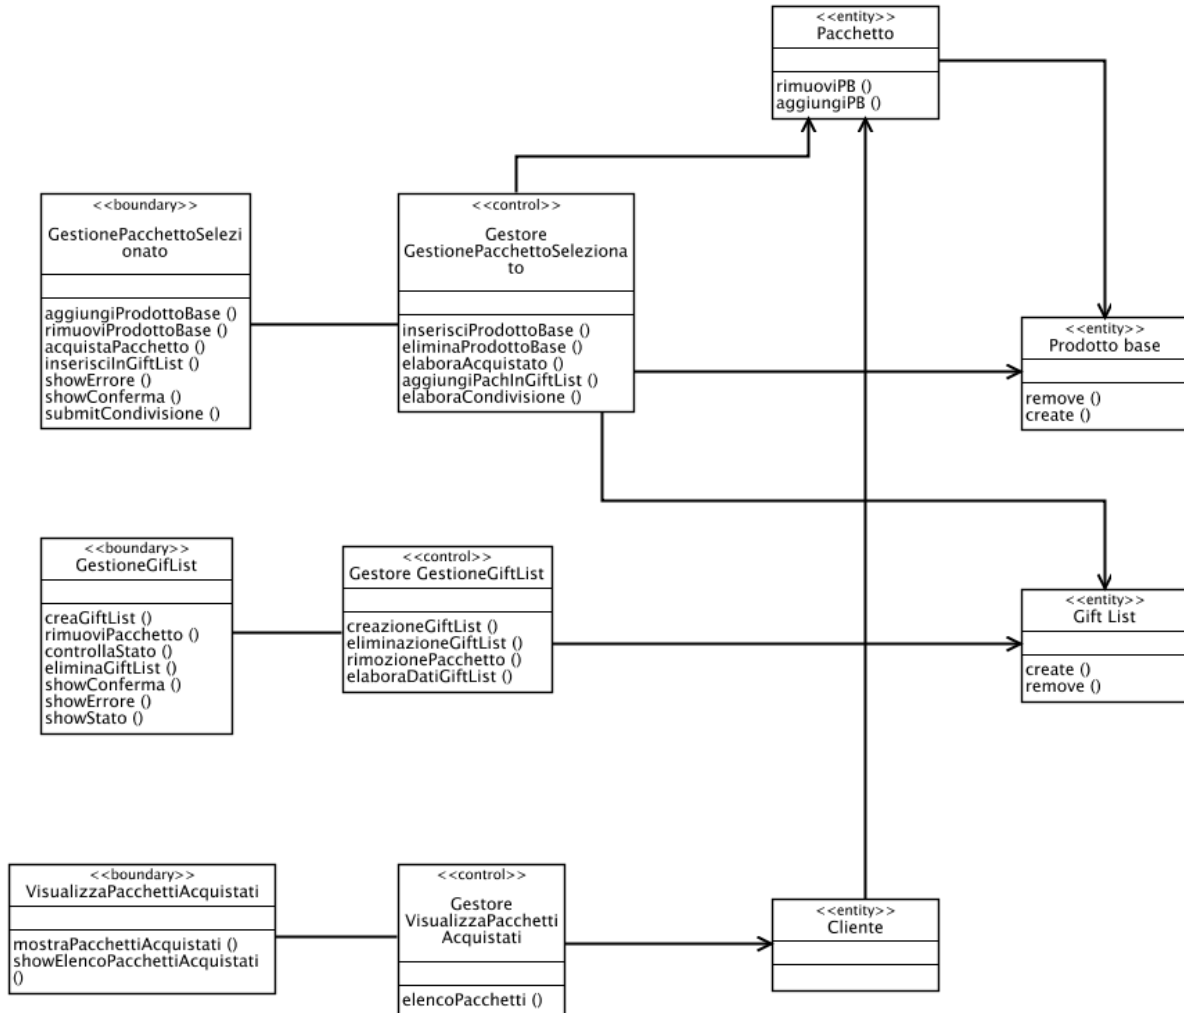 <<entity>>
Pacchetto
rimuoviPB ()
aggiungiPB ()
<<boundary>>
GestionePacchettoSelezi
onato
aggiungiProdottoBase ()
rimuoviProdottoBase ()
acquistaPacchetto ()
inserisciInGiftList ()
showErrore ()
showConferma ()
submitCondivisione ()
<<control>>
Gestore
GestionePacchettoSeleziona
to
inserisciProdottoBase ()
eliminaProdottoBase ()
elaboraAcquistato ()
aggiungiPachInGiftList ()
elaboraCondivisione ()
<<entity>>
Prodotto base
remove ()
create ()
<<boundary>>
GestioneGifList
creaGiftList ()
rimuoviPacchetto ()
controllaStato ()
eliminaGiftList ()
showConferma ()
showErrore ()
showStato ()
<<control>>
Gestore GestioneGiftList
creazioneGiftList ()
eliminazioneGiftList ()
rimozionePacchetto ()
elaboraDatiGiftList ()
<<entity>>
Gift List
create ()
remove ()
<<boundary>>
VisualizzaPacchettiAcquistati
mostraPacchettiAcquistati ()
showElencoPacchettiAcquistati
()
<<control>>
Gestore
VisualizzaPacchetti
Acquistati
elencoPacchetti ()
<<entity>>
Cliente